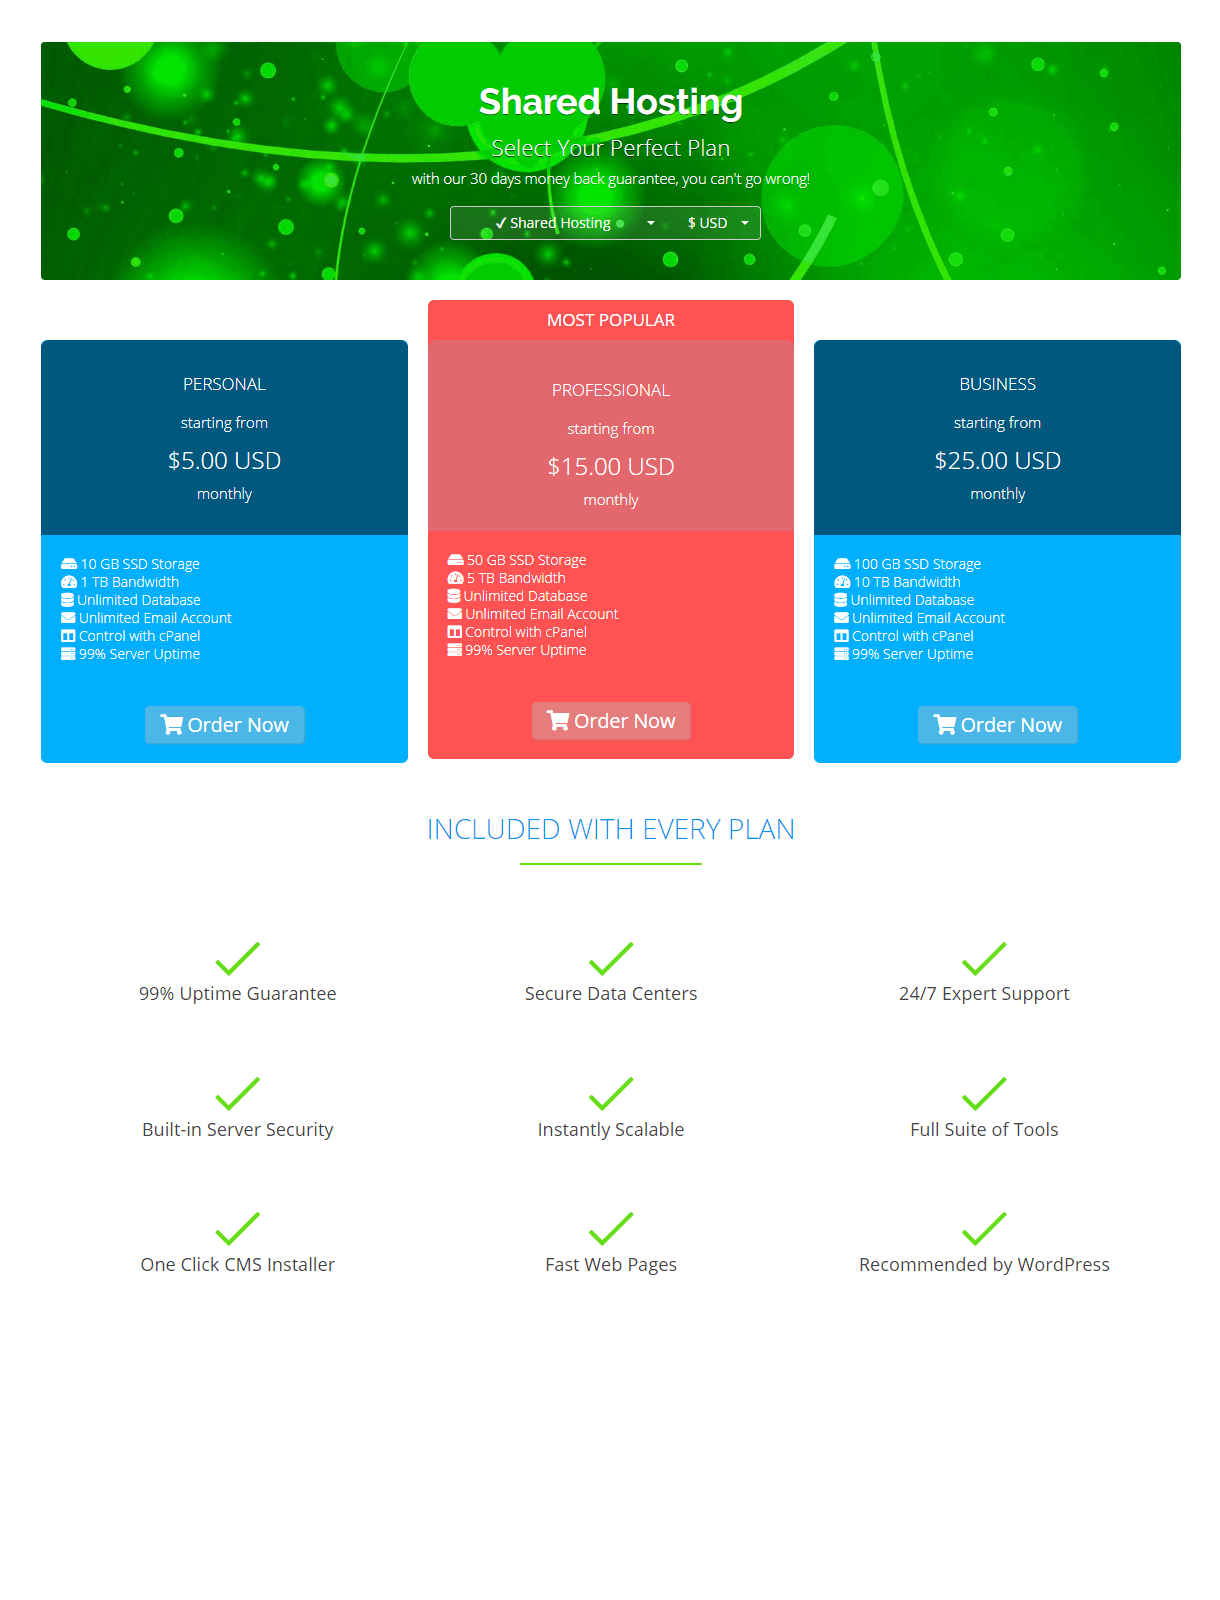 Shared Hosting
Select Your Perfect Plan
with our 30 days money back guarantee, you can't go wrong!
✓ Shared Hosting
$ USD
PERSONAL
starting from
$5.00 USD
monthly
10 GB SSD Storage
1 TB Bandwidth
Unlimited Database
Unlimited Email Account
Control with cPanel
99% Server Uptime
Order Now
MOST POPULAR
PROFESSIONAL
starting from
$15.00 USD
monthly
50 GB SSD Storage
5 TB Bandwidth
Unlimited Database
Unlimited Email Account
Control with cPanel
99% Server Uptime
Order Now
BUSINESS
starting from
$25.00 USD
monthly
100 GB SSD Storage
10 TB Bandwidth
Unlimited Database
Unlimited Email Account
Control with cPanel
99% Server Uptime
Order Now
INCLUDED WITH EVERY PLAN
99% Uptime Guarantee
Secure Data Centers
24/7 Expert Support
Built-in Server Security
Instantly Scalable
Full Suite of Tools
One Click CMS Installer
Fast Web Pages
Recommended by WordPress